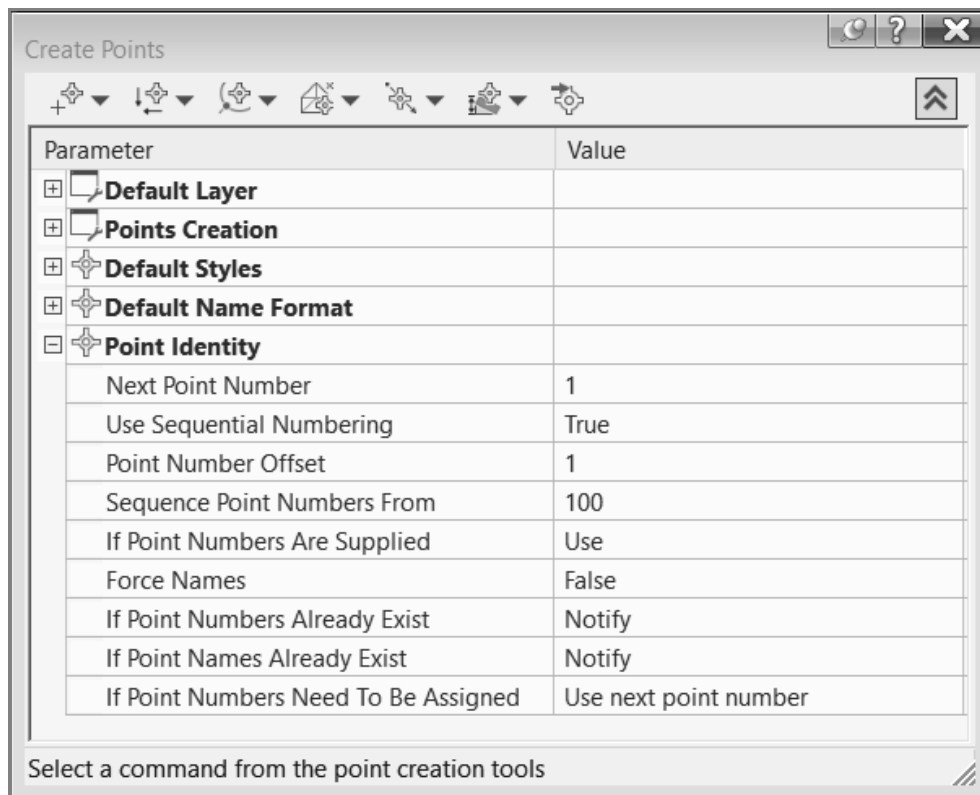 Create Points
?
Parameter Value
Default Layer
Points Creation
Default Styles
Default Name Format
Point Identity
Next Point Number 1
Use Sequential Numbering True
Point Number Offset 1
Sequence Point Numbers From 100
If Point Numbers Are Supplied Use
Force Names False
If Point Numbers Already Exist Notify
If Point Names Already Exist Notify
If Point Numbers Need To Be Assigned Use next point number
Select a command from the point creation tools